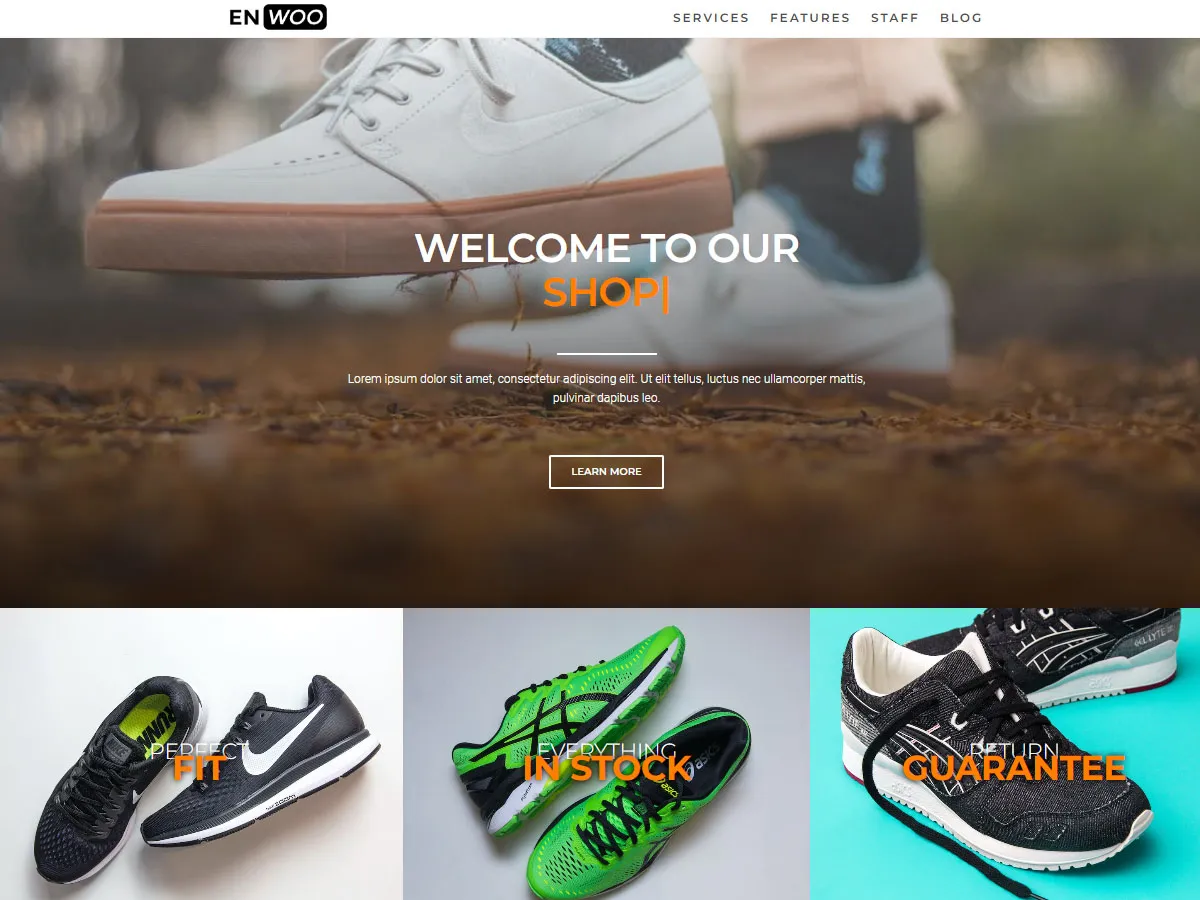 EN WOO
SERVICES FEATURES STAFF BLOG
WELCOME TO OUR
SHOP|
Lorem ipsum dolor sit amet, consectetur adipiscing elit. Ut elit tellus, luctus nec ullamcorper mattis,
pulvinar dapibus leo.
LEARN MORE
PERFECT
FIT
EVERYTHING
IN STOCK
RETURN
GUARANTEE